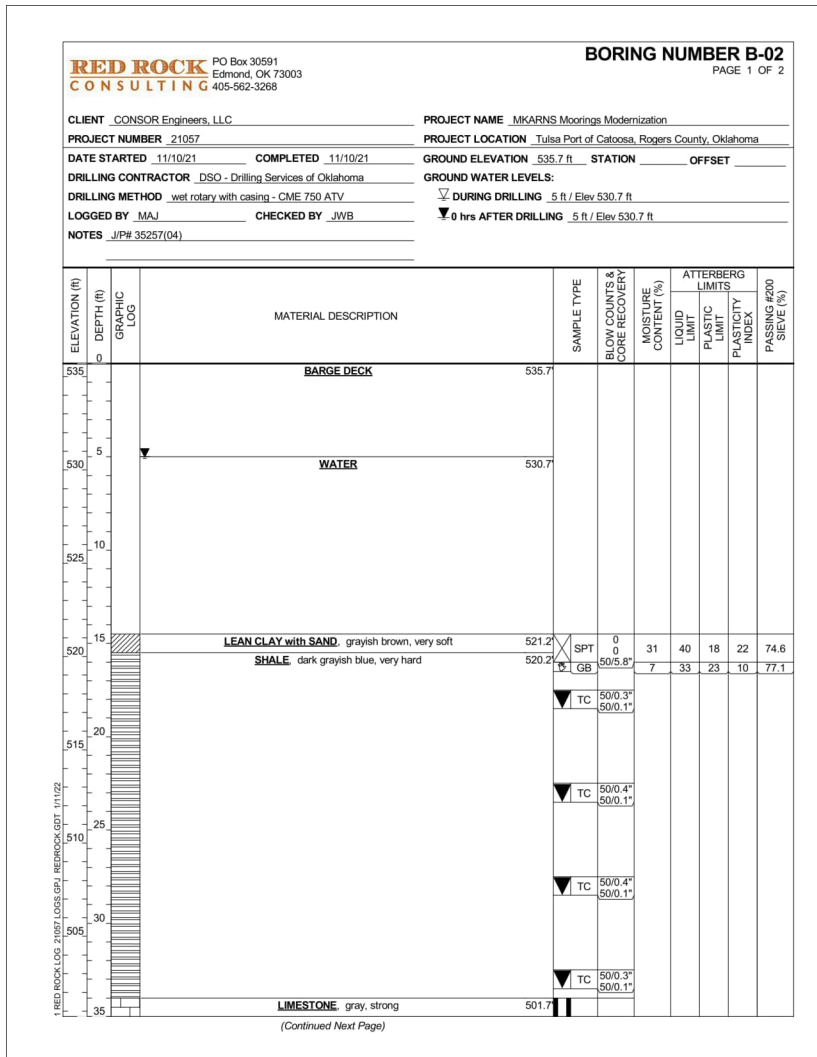 BORING NUMBER B-02
PAGE 1 OF 2
RED ROCK
CONSULTING
PO Box 30591
Edmond, OK 73003
405-562-3268
CLIENT CONSOR Engineers, LLC PROJECT NAME MKARNS Moorings Modernization
PROJECT NUMBER 21057 PROJECT LOCATION Tulsa Port of Catoosa, Rogers County, Oklahoma
DATE STARTED 11/10/21 COMPLETED 11/10/21 GROUND ELEVATION 535.7 ft STATION OFFSET
DRILLING CONTRACTOR DSO - Drilling Services of Oklahoma GROUND WATER LEVELS:
DRILLING METHOD wet rotary with casing - CME 750 ATV DURING DRILLING 5 ft / Elev 530.7 ft
LOGGED BY MAJ CHECKED BY JWB 0 hrs AFTER DRILLING 5 ft / Elev 530.7 ft
NOTES J/P# 35257(04)
ELEVATION (ft)
DEPTH (ft)
GRAPHIC LOG
MATERIAL DESCRIPTION
SAMPLE TYPE
BLOW COUNTS & CORE RECOVERY
MOISTURE CONTENT (%)
ATTERBERG LIMITS
LIQUID LIMIT
PLASTIC LIMIT
PLASTICITY INDEX
PASSING #200 SIEVE (%)
0
535 BARGE DECK 535.7'
5
530 WATER 530.7'
10
525
15 LEAN CLAY with SAND, grayish brown, very soft 521.2' SPT 0 0 50/5.8" 31 40 18 22 74.6
520 SHALE, dark grayish blue, very hard 520.2' GB 7 33 23 10 77.1
TC 50/0.3" 50/0.1"
20
515
TC 50/0.4" 50/0.1"
25
510
TC 50/0.4" 50/0.1"
30
505
TC 50/0.3" 50/0.1"
LIMESTONE, gray, strong 501.7'
35
(Continued Next Page)
1 RED ROCK LOG 21057 LOGS.GPJ REDROCK.GDT 1/11/22